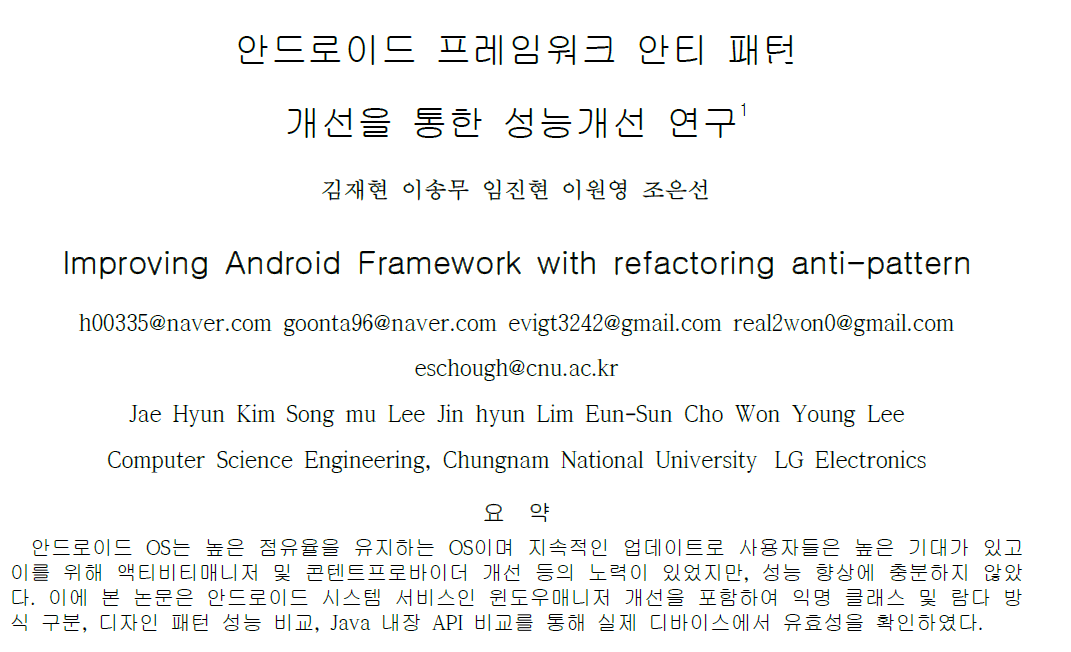 안드로이드 프레임워크 안티 패턴
개선을 통한 성능개선 연구1
김재현 이송무 임진현 이원영 조은선
Improving Android Framework with refactoring anti-pattern
h00335@naver.com goonta96@naver.com evigt3242@gmail.com real2won0@gmail.com
eschough@cnu.ac.kr
Jae Hyun Kim Song mu Lee Jin hyun Lim Eun-Sun Cho Won Young Lee
Computer Science Engineering, Chungnam National University LG Electronics
요 약
안드로이드 OS는 높은 점유율을 유지하는 OS이며 지속적인 업데이트로 사용자들은 높은 기대가 있고
이를 위해 액티비티매니저 및 콘텐트프로바이더 개선 등의 노력이 있었지만, 성능 향상에 충분하지 않았
다. 이에 본 논문은 안드로이드 시스템 서비스인 윈도우매니저 개선을 포함하여 익명 클래스 및 람다 방
식 구분, 디자인 패턴 성능 비교, Java 내장 API 비교를 통해 실제 디바이스에서 유효성을 확인하였다.